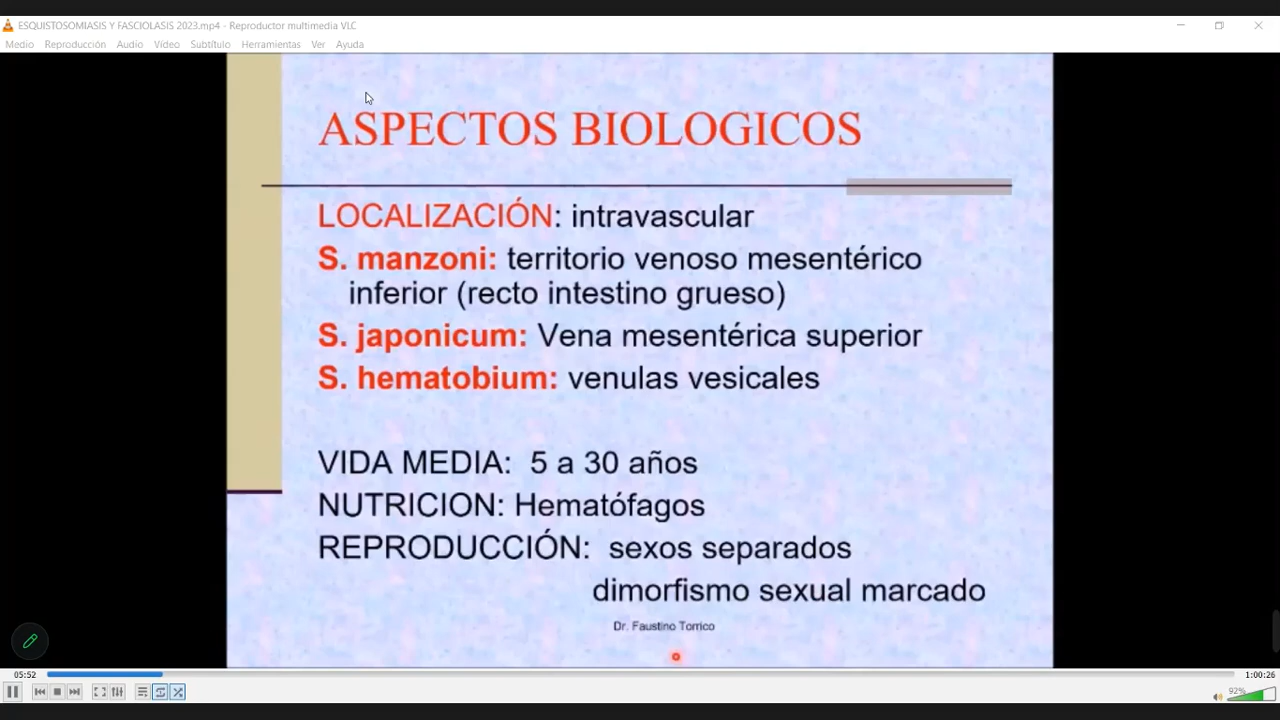 ESQUISTOSOMIASIS Y FASCIOLASIS 2023.mp4 - Reproductor multimedia VLC
Medio Reproducción Audio Vídeo Subtítulo Herramientas Ver Ayuda
ASPECTOS BIOLOGICOS
LOCALIZACIÓN: intravascular
S. manzoni: territorio venoso mesentérico
inferior (recto intestino grueso)
S. japonicum: Vena mesentérica superior
S. hematobium: venulas vesicales
VIDA MEDIA: 5 a 30 años
NUTRICION: Hematófagos
REPRODUCCIÓN: sexos separados
dimorfismo sexual marcado
Dr. Faustino Torrico
05:52 1:00:26
92%